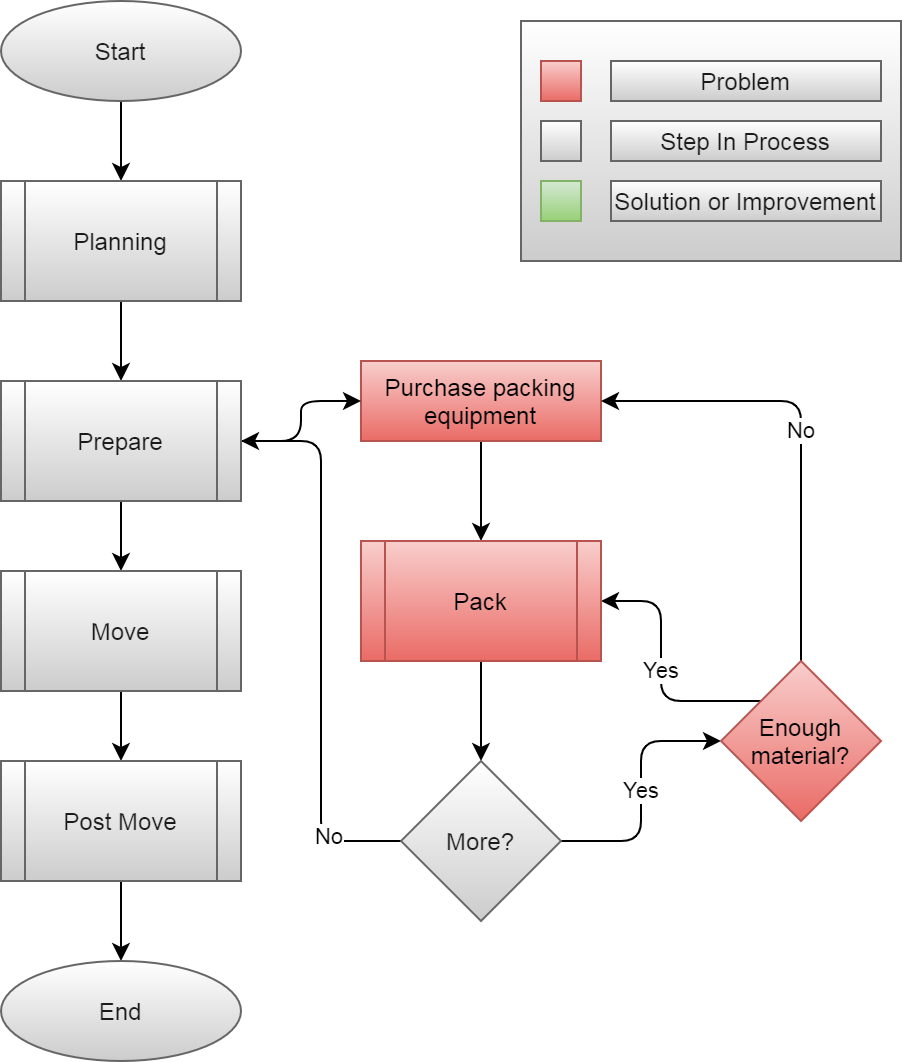 Start
Problem
Step In Process
Solution or Improvement
Planning
Purchase packing
equipment
No
Prepare
Pack
Move
Yes
Enough
material?
Yes
Post Move
No
More?
End